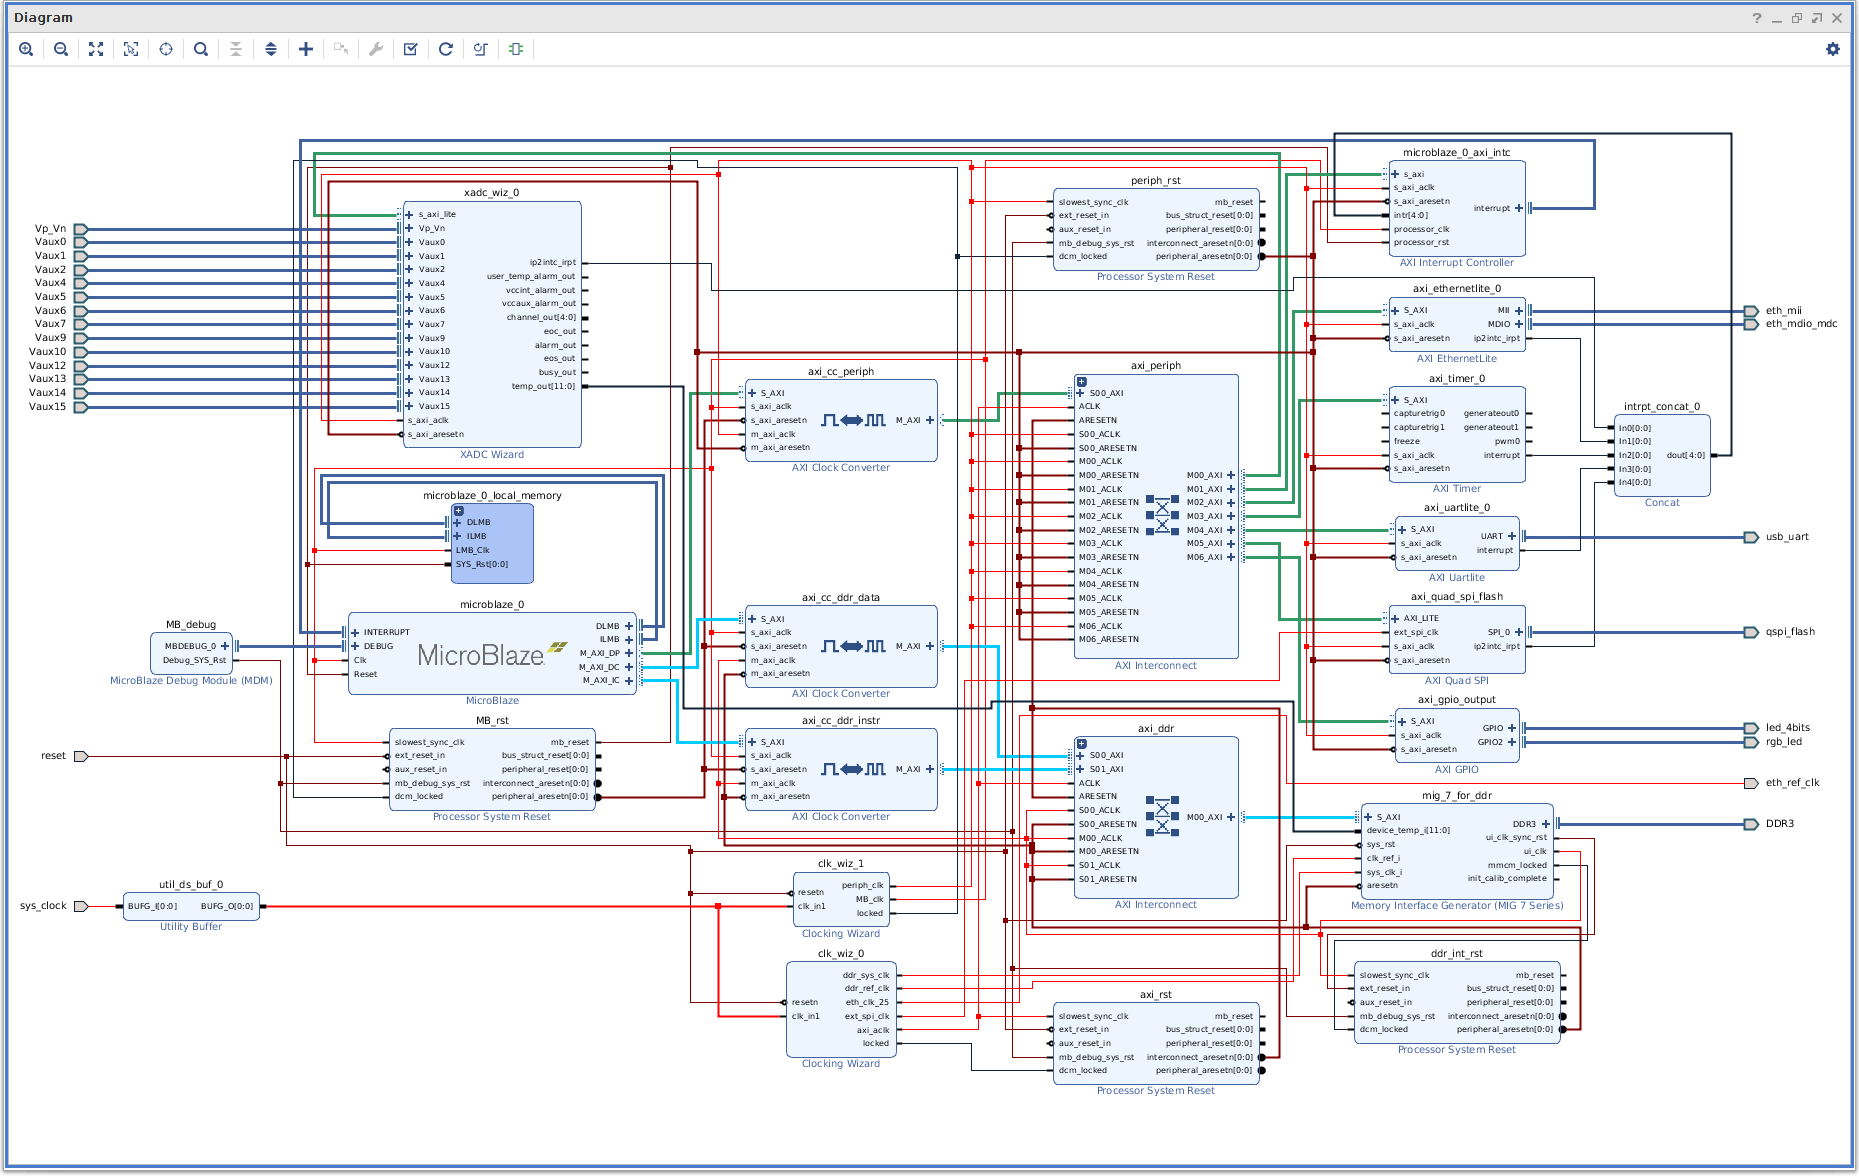 Diagram
xadc_wiz_0
s_axi_lite
Vp_Vn
Vaux0
Vaux1
Vaux2
Vaux4
Vaux5
Vaux6
Vaux7
Vaux9
Vaux10
Vaux12
Vaux13
Vaux14
Vaux15
s_axi_aclk
s_axi_aresetn
ip2intc_irpt
user_temp_alarm_out
vccint_alarm_out
vccaux_alarm_out
channel_out[4:0]
eoc_out
alarm_out
eos_out
busy_out
temp_out[11:0]
XADC Wizard
Vp_Vn
Vaux0
Vaux1
Vaux2
Vaux4
Vaux5
Vaux6
Vaux7
Vaux9
Vaux10
Vaux12
Vaux13
Vaux14
Vaux15
microblaze_0_local_memory
DLMB
ILMB
LMB_Clk
SYS_Rst[0:0]
MB_debug
MBDEBUG_0
Debug_SYS_Rst
MicroBlaze Debug Module (MDM)
microblaze_0
INTERRUPT
DEBUG
Clk
Reset
MicroBlaze
DLMB
ILMB
M_AXI_DP
M_AXI_DC
M_AXI_IC
MicroBlaze
MB_rst
slowest_sync_clk
ext_reset_in
aux_reset_in
mb_debug_sys_rst
dcm_locked
mb_reset
bus_struct_reset[0:0]
peripheral_reset[0:0]
interconnect_aresetn[0:0]
peripheral_aresetn[0:0]
Processor System Reset
reset
sys_clock
util_ds_buf_0
BUFG_I[0:0]
BUFG_O[0:0]
Utility Buffer
axi_cc_periph
S_AXI
s_axi_aclk
s_axi_aresetn
m_axi_aclk
m_axi_aresetn
M_AXI
AXI Clock Converter
axi_cc_ddr_data
S_AXI
s_axi_aclk
s_axi_aresetn
m_axi_aclk
m_axi_aresetn
M_AXI
AXI Clock Converter
axi_cc_ddr_instr
S_AXI
s_axi_aclk
s_axi_aresetn
m_axi_aclk
m_axi_aresetn
M_AXI
AXI Clock Converter
clk_wiz_1
resetn
clk_in1
periph_clk
MB_clk
locked
Clocking Wizard
clk_wiz_0
resetn
clk_in1
ddr_sys_clk
ddr_ref_clk
eth_clk_25
ext_spi_clk
axi_aclk
locked
Clocking Wizard
periph_rst
slowest_sync_clk
ext_reset_in
aux_reset_in
mb_debug_sys_rst
dcm_locked
mb_reset
bus_struct_reset[0:0]
peripheral_reset[0:0]
interconnect_aresetn[0:0]
peripheral_aresetn[0:0]
Processor System Reset
axi_periph
S00_AXI
ACLK
ARESETN
S00_ACLK
S00_ARESETN
M00_ACLK
M00_ARESETN
M01_ACLK
M01_ARESETN
M02_ACLK
M02_ARESETN
M03_ACLK
M03_ARESETN
M04_ACLK
M04_ARESETN
M05_ACLK
M05_ARESETN
M06_ACLK
M06_ARESETN
M00_AXI
M01_AXI
M02_AXI
M03_AXI
M04_AXI
M05_AXI
M06_AXI
AXI Interconnect
axi_ddr
S00_AXI
S01_AXI
ACLK
ARESETN
S00_ACLK
S00_ARESETN
M00_ACLK
M00_ARESETN
S01_ACLK
S01_ARESETN
M00_AXI
AXI Interconnect
axi_rst
slowest_sync_clk
ext_reset_in
aux_reset_in
mb_debug_sys_rst
dcm_locked
mb_reset
bus_struct_reset[0:0]
peripheral_reset[0:0]
interconnect_aresetn[0:0]
peripheral_aresetn[0:0]
Processor System Reset
microblaze_0_axi_intc
s_axi
s_axi_aclk
s_axi_aresetn
intr[4:0]
processor_clk
processor_rst
interrupt
AXI Interrupt Controller
axi_ethernetlite_0
S_AXI
s_axi_aclk
s_axi_aresetn
MII
MDIO
ip2intc_irpt
AXI EthernetLite
axi_timer_0
S_AXI
capturetrig0
capturetrig1
freeze
s_axi_aclk
s_axi_aresetn
generateout0
generateout1
pwm0
interrupt
AXI Timer
axi_uartlite_0
S_AXI
s_axi_aclk
s_axi_aresetn
UART
interrupt
AXI Uartlite
axi_quad_spi_flash
AXI_LITE
ext_spi_clk
s_axi_aclk
s_axi_aresetn
SPI_0
ip2intc_irpt
AXI Quad SPI
axi_gpio_output
S_AXI
s_axi_aclk
s_axi_aresetn
GPIO
GPIO2
AXI GPIO
mig_7_for_ddr
S_AXI
device_temp_i[11:0]
sys_rst
clk_ref_i
sys_clk_i
aresetn
DDR3
ui_clk_sync_rst
ui_clk
mmcm_locked
init_calib_complete
Memory Interface Generator (MIG 7 Series)
ddr_int_rst
slowest_sync_clk
ext_reset_in
aux_reset_in
mb_debug_sys_rst
dcm_locked
mb_reset
bus_struct_reset[0:0]
peripheral_reset[0:0]
interconnect_aresetn[0:0]
peripheral_aresetn[0:0]
Processor System Reset
intrpt_concat_0
In0[0:0]
In1[0:0]
In2[0:0]
In3[0:0]
In4[0:0]
dout[4:0]
Concat
eth_mii
eth_mdio_mdc
usb_uart
qspi_flash
led_4bits
rgb_led
eth_ref_clk
DDR3